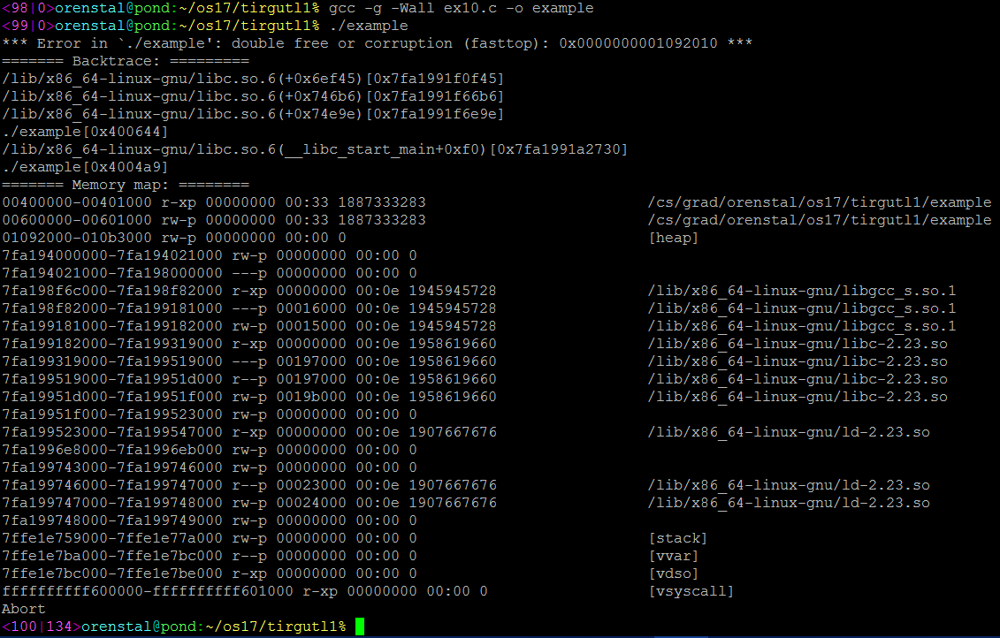 <98|0>orenstal@pond:~/os17/tirgutl1% gcc -g -Wall ex10.c -o example
<99|0>orenstal@pond:~/os17/tirgutl1% ./example
*** Error in `./example': double free or corruption (fasttop): 0x0000000001092010 ***
======= Backtrace: =========
/lib/x86_64-linux-gnu/libc.so.6(+0x6ef45)[0x7fa1991f0f45]
/lib/x86_64-linux-gnu/libc.so.6(+0x746b6)[0x7fa1991f66b6]
/lib/x86_64-linux-gnu/libc.so.6(+0x74e9e)[0x7fa1991f6e9e]
./example[0x400644]
/lib/x86_64-linux-gnu/libc.so.6(__libc_start_main+0xf0)[0x7fa1991a2730]
./example[0x4004a9]
======= Memory map: ========
00400000-00401000 r-xp 00000000 00:33 1887333283 /cs/grad/orenstal/os17/tirgutl1/example
00600000-00601000 rw-p 00000000 00:33 1887333283 /cs/grad/orenstal/os17/tirgutl1/example
01092000-010b3000 rw-p 00000000 00:00 0 [heap]
7fa194000000-7fa194021000 rw-p 00000000 00:00 0
7fa194021000-7fa198000000 ---p 00000000 00:00 0
7fa198f6c000-7fa198f82000 r-xp 00000000 00:0e 1945945728 /lib/x86_64-linux-gnu/libgcc_s.so.1
7fa198f82000-7fa199181000 ---p 00016000 00:0e 1945945728 /lib/x86_64-linux-gnu/libgcc_s.so.1
7fa199181000-7fa199182000 rw-p 00015000 00:0e 1945945728 /lib/x86_64-linux-gnu/libgcc_s.so.1
7fa199182000-7fa199319000 r-xp 00000000 00:0e 1958619660 /lib/x86_64-linux-gnu/libc-2.23.so
7fa199319000-7fa199519000 ---p 00197000 00:0e 1958619660 /lib/x86_64-linux-gnu/libc-2.23.so
7fa199519000-7fa19951d000 r--p 00197000 00:0e 1958619660 /lib/x86_64-linux-gnu/libc-2.23.so
7fa19951d000-7fa19951f000 rw-p 0019b000 00:0e 1958619660 /lib/x86_64-linux-gnu/libc-2.23.so
7fa19951f000-7fa199523000 rw-p 00000000 00:00 0
7fa199523000-7fa199547000 r-xp 00000000 00:0e 1907667676 /lib/x86_64-linux-gnu/ld-2.23.so
7fa1996e8000-7fa1996eb000 rw-p 00000000 00:00 0
7fa199743000-7fa199746000 rw-p 00000000 00:00 0
7fa199746000-7fa199747000 r--p 00023000 00:0e 1907667676 /lib/x86_64-linux-gnu/ld-2.23.so
7fa199747000-7fa199748000 rw-p 00024000 00:0e 1907667676 /lib/x86_64-linux-gnu/ld-2.23.so
7fa199748000-7fa199749000 rw-p 00000000 00:00 0
7ffe1e759000-7ffe1e77a000 rw-p 00000000 00:00 0 [stack]
7ffe1e7ba000-7ffe1e7bc000 r--p 00000000 00:00 0 [vvar]
7ffe1e7bc000-7ffe1e7be000 r-xp 00000000 00:00 0 [vdso]
ffffffffff600000-ffffffffff601000 r-xp 00000000 00:00 0 [vsyscall]
Abort
<100|134>orenstal@pond:~/os17/tirgutl1%